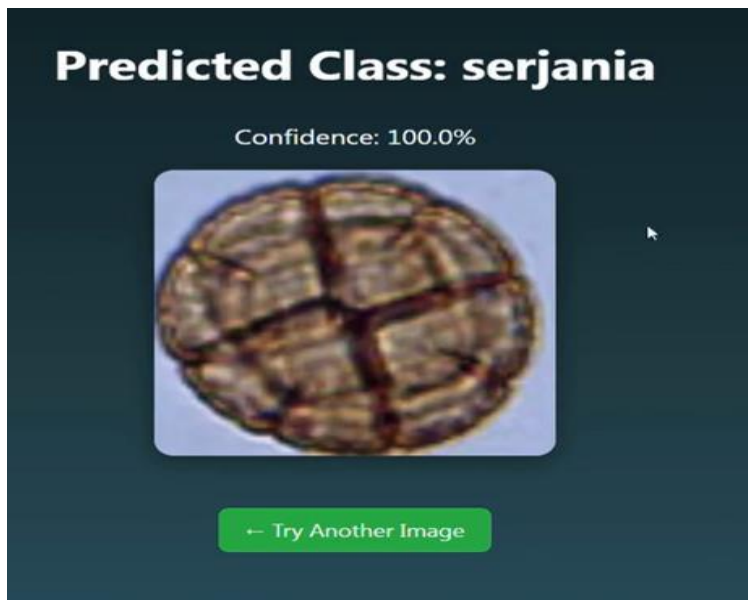 Predicted Class: serjania
Confidence: 100.0%
← Try Another Image